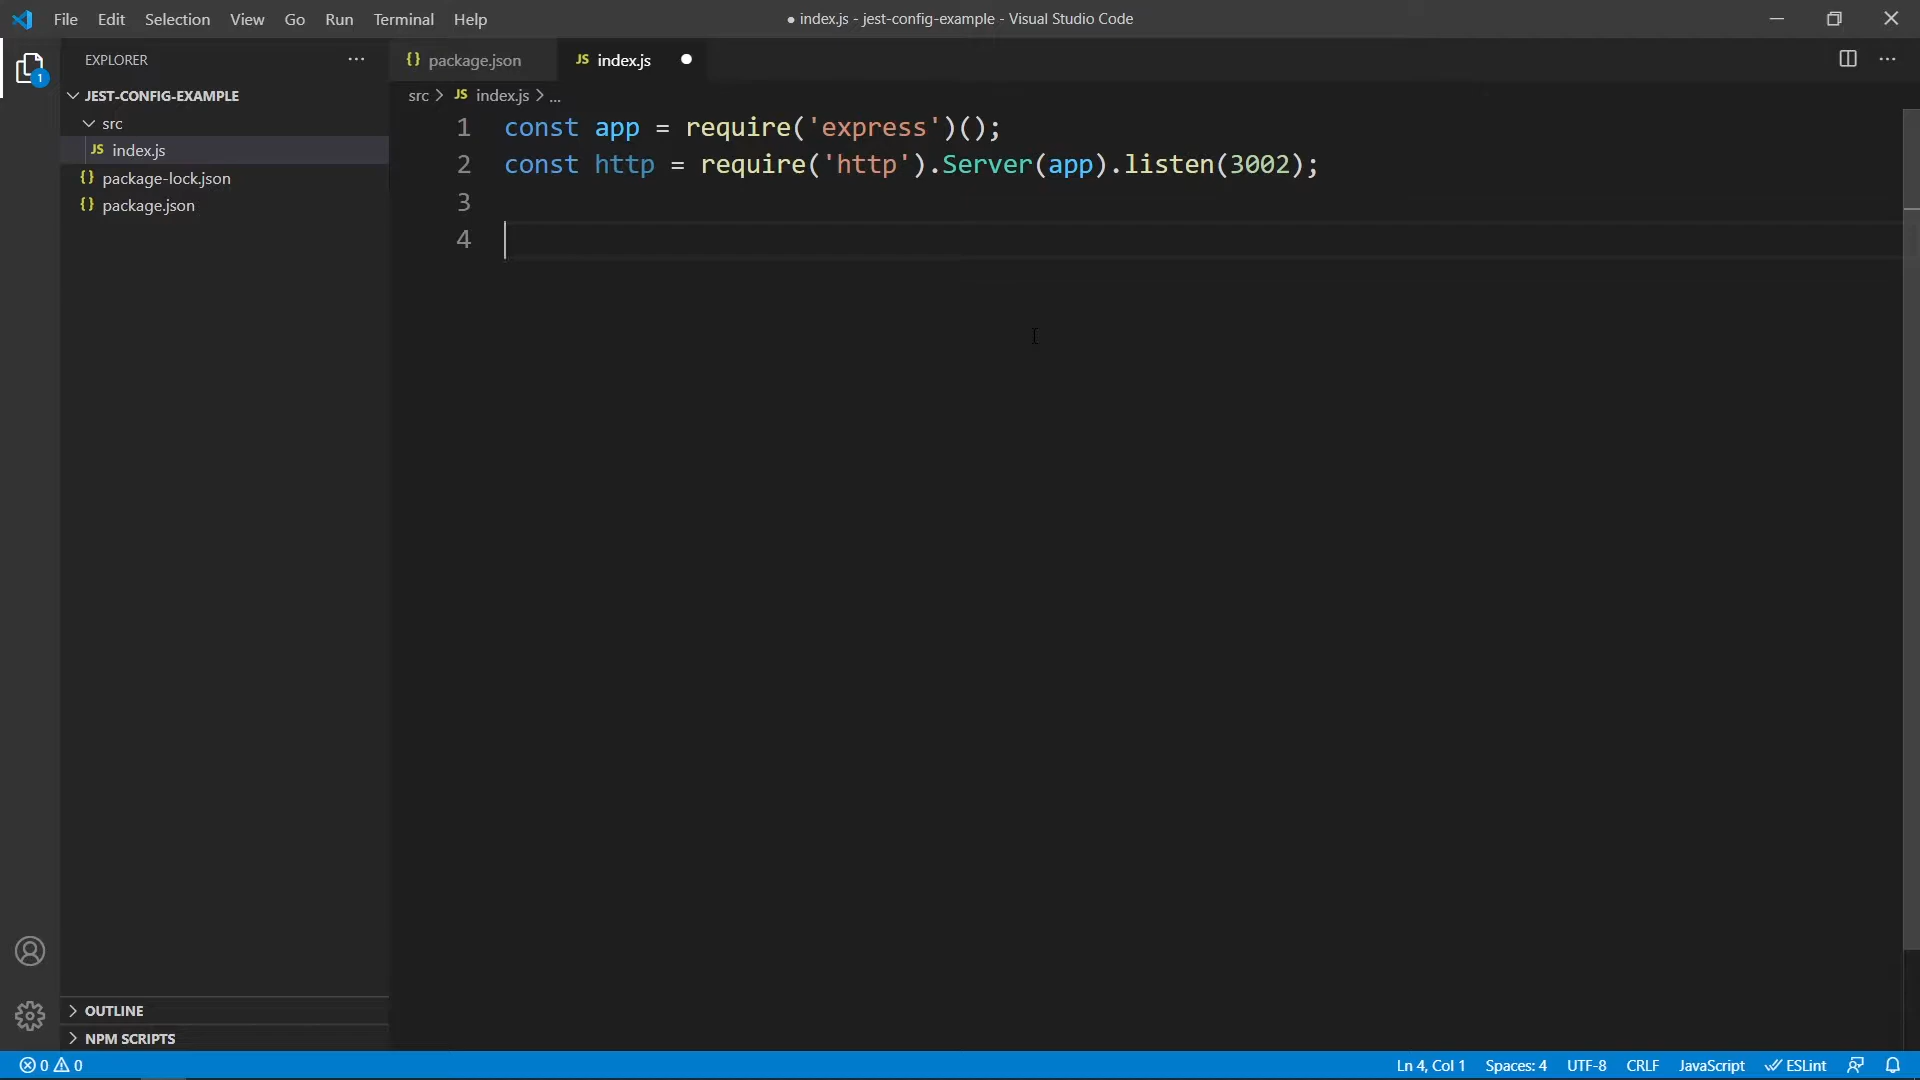 File Edit Selection View Go Run Terminal Help
● index.js - jest-config-example - Visual Studio Code
EXPLORER
1
JEST-CONFIG-EXAMPLE
src
JS index.js
{} package-lock.json
{} package.json
OUTLINE
NPM SCRIPTS
{} package.json
JS index.js
src > JS index.js > ...
1 const app = require('express')();
2 const http = require('http').Server(app).listen(3002);
3
4
0 0
Ln 4, Col 1 Spaces: 4 UTF-8 CRLF JavaScript ESLint